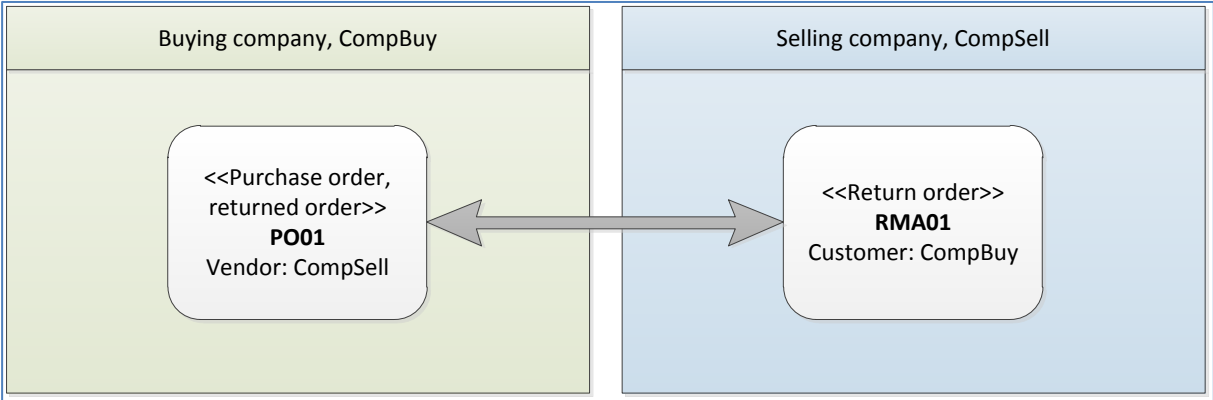 Buying company, CompBuy
<<Purchase order,
returned order>>
PO01
Vendor: CompSell
Selling company, CompSell
<<Return order>>
RMA01
Customer: CompBuy